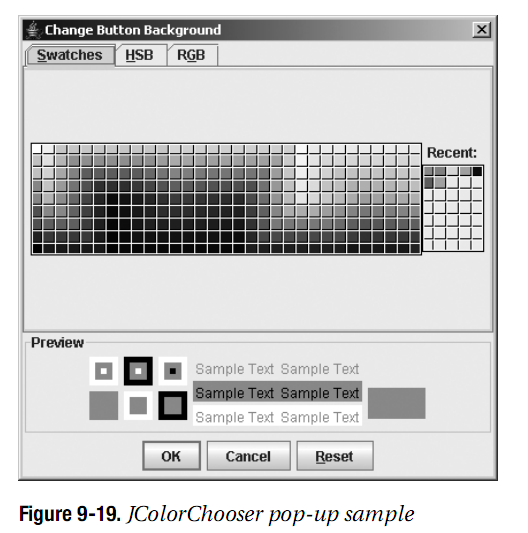 Change Button Background
Swatches HSB RGB
Recent:
Preview
Sample Text Sample Text
Sample Text Sample Text
Sample Text Sample Text
OK Cancel Reset
Figure 9-19. JColorChooser pop-up sample